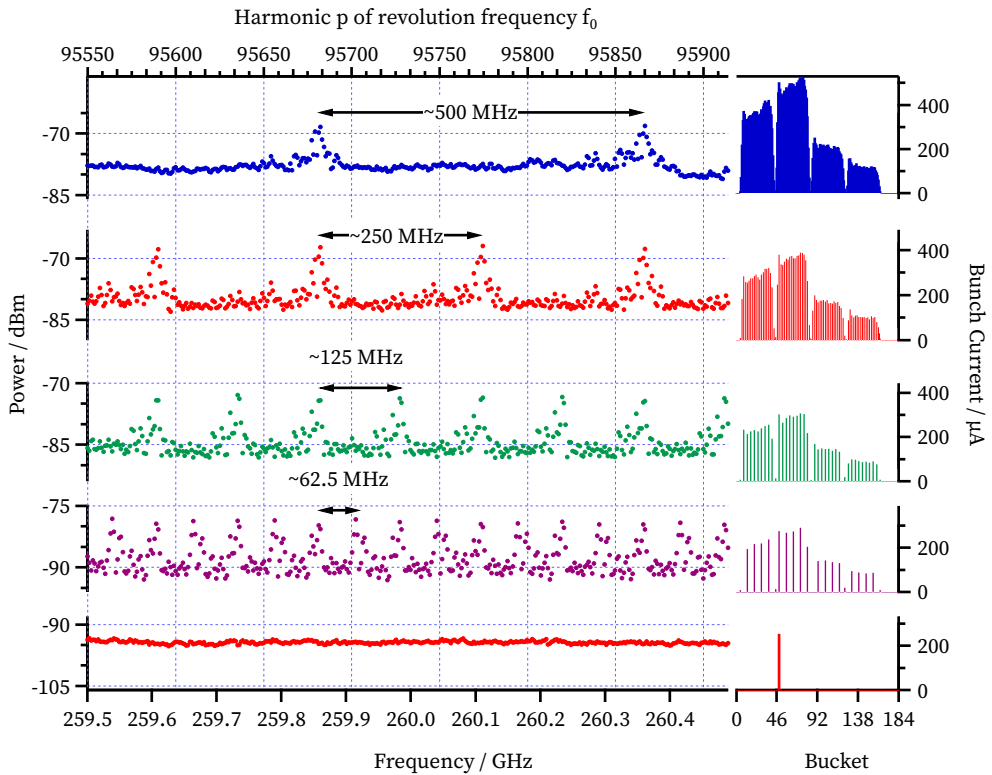 Harmonic p of revolution frequency f₀
95550 95600 95650 95700 95750 95800 95850 95900
~500 MHz
-70
-85
400
200
0
~250 MHz
-70
-85
400
200
0
~125 MHz
-70
-85
400
200
0
~62.5 MHz
-75
-90
200
0
-90
-105
200
0
Power / dBm
Bunch Current / µA
259.5 259.6 259.7 259.8 259.9 260.0 260.1 260.2 260.3 260.4
0 46 92 138 184
Frequency / GHz
Bucket